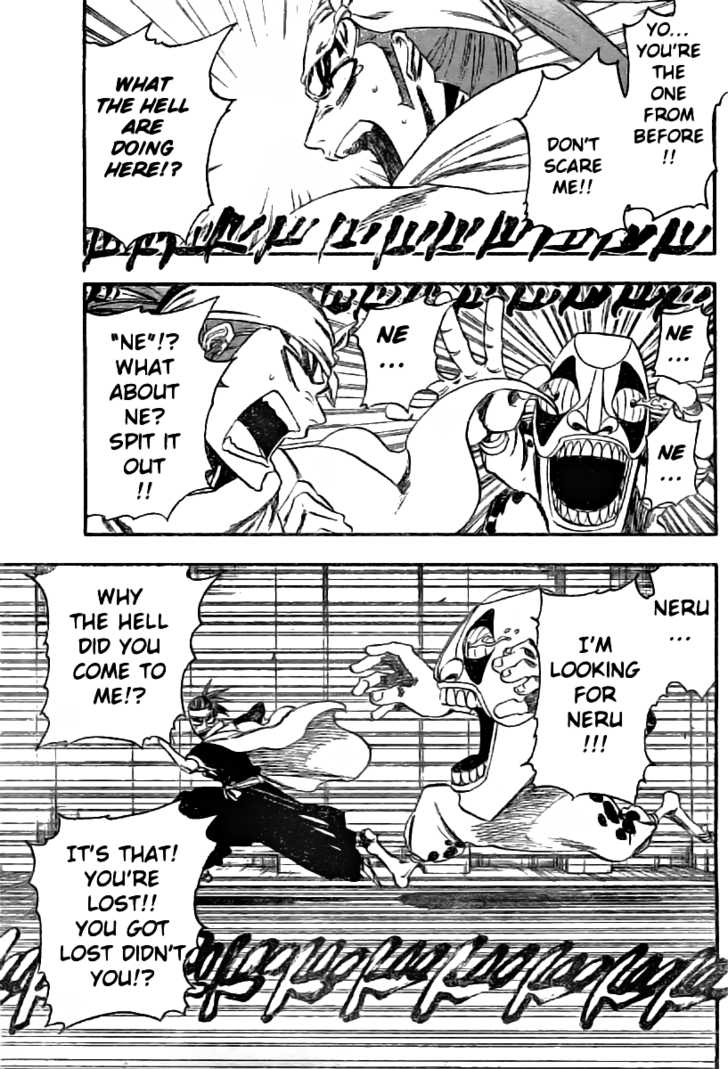 YO...
YOU'RE
THE
ONE
FROM
BEFORE
!!
DON'T
SCARE
ME!!
WHAT
THE HELL
ARE
DOING
HERE!?
NE
...
NE
...
NE
...
"NE"!?
WHAT
ABOUT
NE?
SPIT IT
OUT
!!
NERU
...
I'M
LOOKING
FOR
NERU
!!!
WHY
THE HELL
DID YOU
COME TO
ME!?
IT'S THAT!
YOU'RE
LOST!!
YOU GOT
LOST DIDN'T
YOU!?